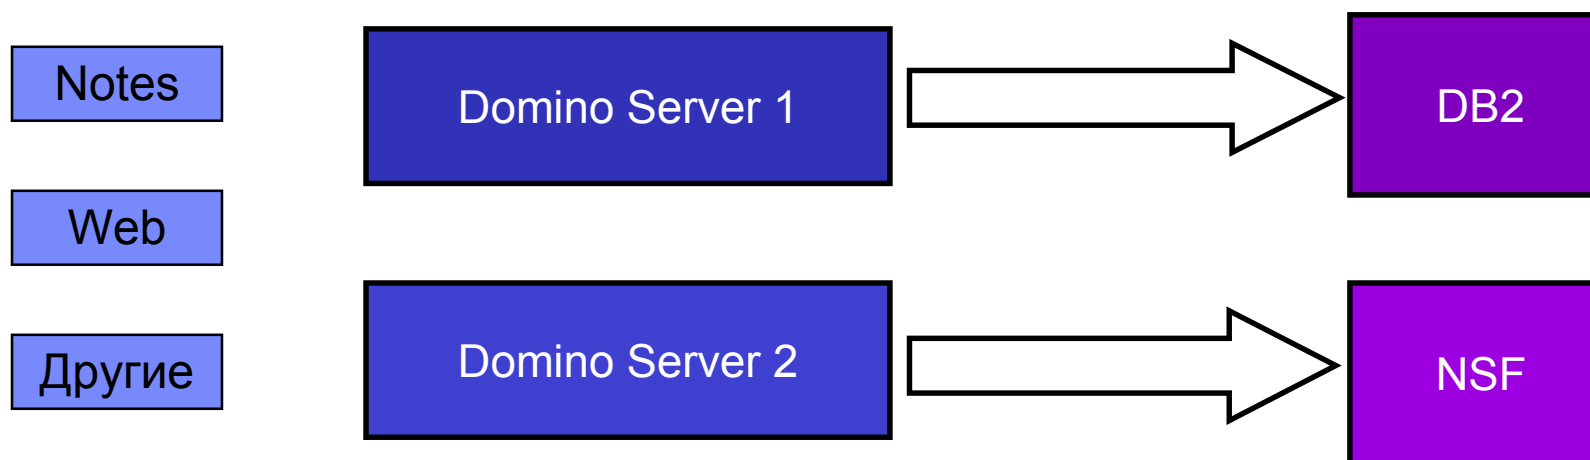 Notes
Domino Server 1
DB2
Web
Domino Server 2
NSF
Другие